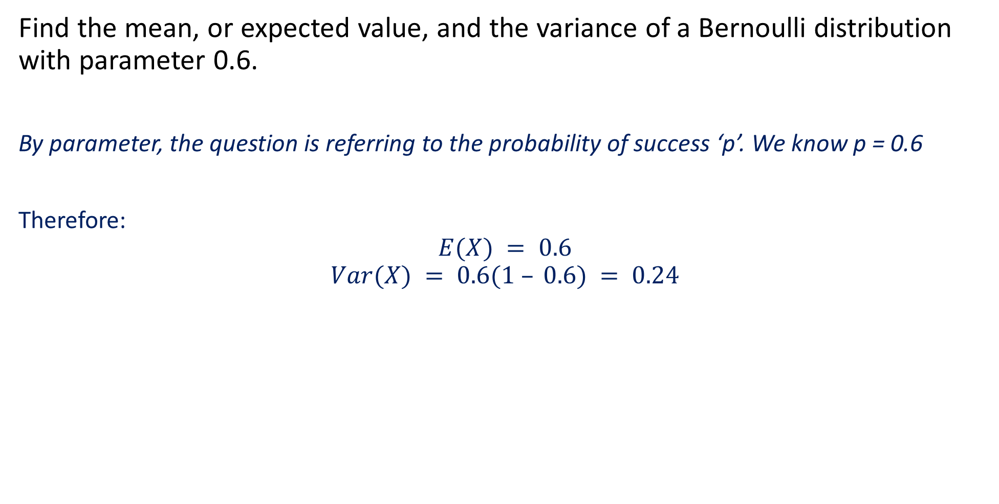 Find the mean, or expected value, and the variance of a Bernoulli distribution
with parameter 0.6.
By parameter, the question is referring to the probability of success ‘p’. We know p = 0.6
Therefore:
E(X) = 0.6
Var(X) = 0.6(1 – 0.6) = 0.24